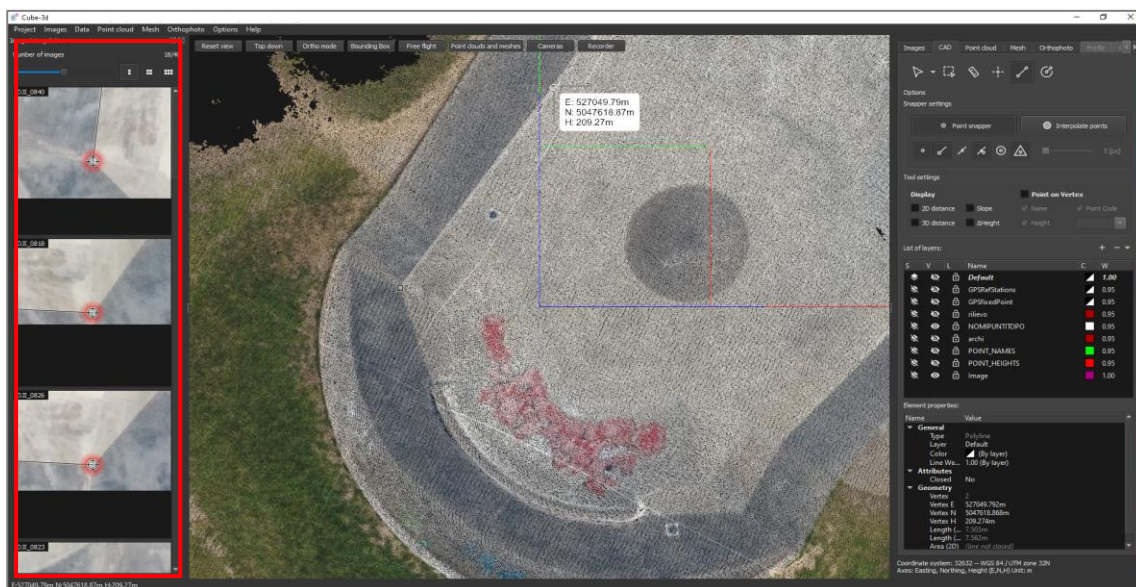 Cube-3d
Project Images Data Point cloud Mesh Orthophoto Options Help
Number of images
Reset view Top down Ortho mode Bounding Box Free flight Point clouds and meshes Cameras Recorder
DJI_0840
DJI_0818
DJI_0826
DJI_0823
E: 527049.79m
N: 5047618.87m
H: 209.27m
Images CAD Point cloud Mesh Orthophoto Profile
Options
Snapper settings
Point snapper Interpolate points
5 [px]
Tool settings
Display Point on Vertex
2D distance Slope Name Point Code
3D distance ΔHeight Height
List of layers:
S V L Name C W
Default 1.00
GPSRefStations 0.95
GPSfixedPoint 0.95
rilievo 0.95
NOMIPUNTITOPO 0.95
archi 0.95
POINT_NAMES 0.95
POINT_HEIGHTS 0.95
Image 1.00
Element properties:
Name Value
General
Type Polyline
Layer Default
Color (By layer)
Line We... 1.00 (By layer)
Attributes
Closed No
Geometry
Vertex 2
Vertex E 527049.792m
Vertex N 5047618.868m
Vertex H 209.274m
Length (... 7.503m
Length (... 7.562m
Area (2D) (line not closed)
Coordinate system: 32632 -- WGS 84 / UTM zone 32N
Axes: Easting, Northing, Height (E,N,H) Unit: m
E:527049.79m N:5047618.87m H:209.27m